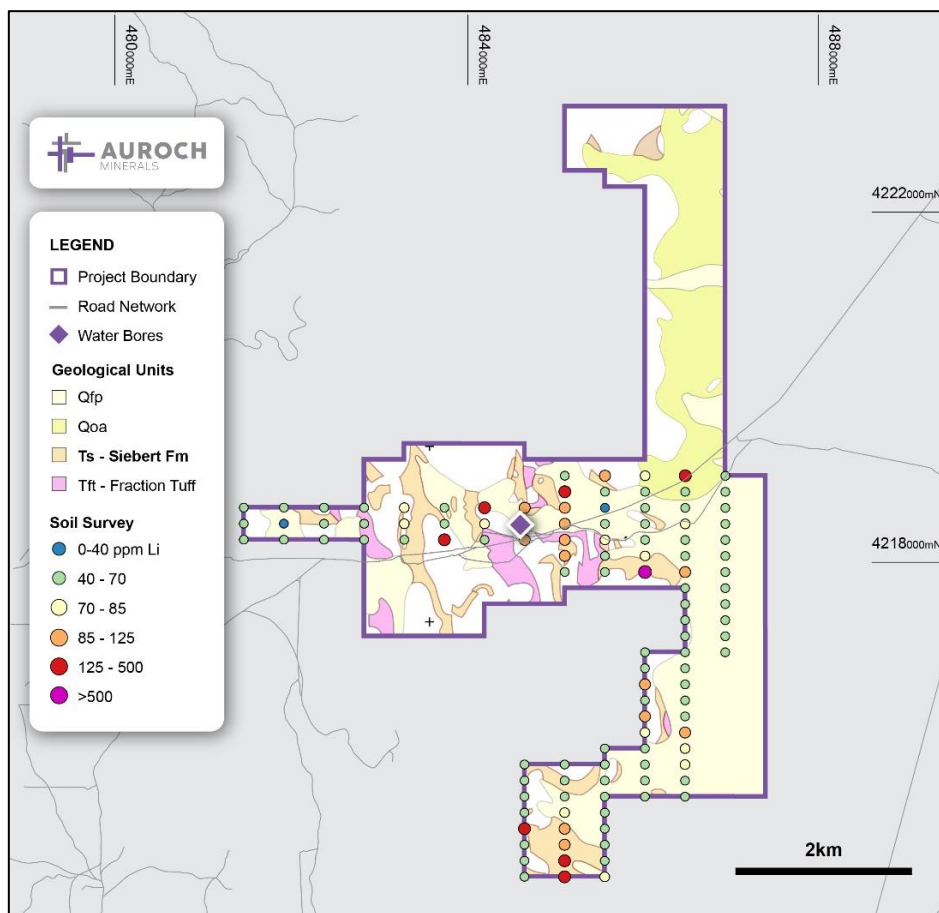 480000mE
484000mE
488000mE
AUROCH
MINERALS
4222000mN
LEGEND
Project Boundary
Road Network
Water Bores
Geological Units
Qfp
Qoa
Ts - Siebert Fm
Tft - Fraction Tuff
Soil Survey
0-40 ppm Li
40 - 70
70 - 85
85 - 125
125 - 500
>500
4218000mN
2km